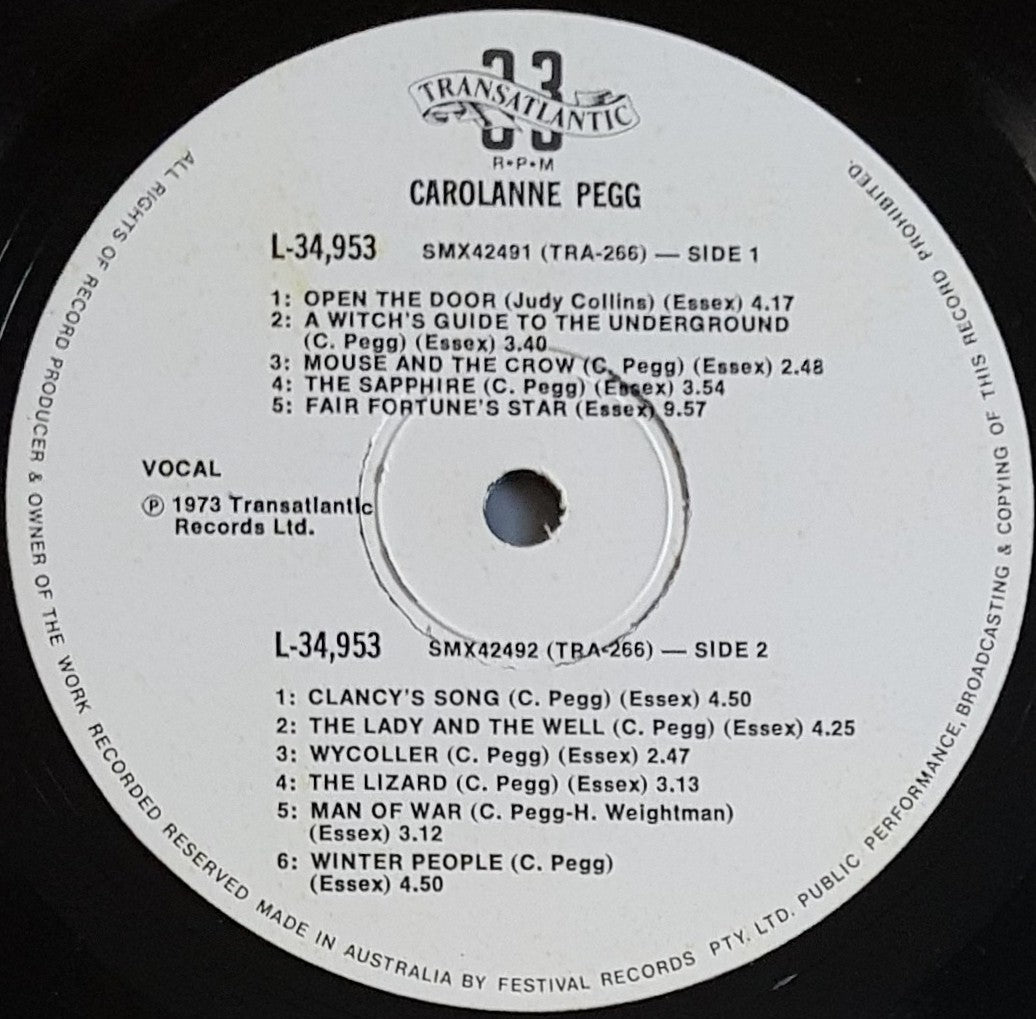 33
TRANSATLANTIC
R•P•M
CAROLANNE PEGG
L-34,953 SMX42491 (TRA-266) — SIDE 1
1: OPEN THE DOOR (Judy Collins) (Essex) 4.17
2: A WITCH'S GUIDE TO THE UNDERGROUND
(C. Pegg) (Essex) 3.40
3: MOUSE AND THE CROW (C. Pegg) (Essex) 2.48
4: THE SAPPHIRE (C. Pegg) (Essex) 3.54
5: FAIR FORTUNE'S STAR (Essex) 9.57
VOCAL
Ⓟ 1973 Transatlantic
Records Ltd.
L-34,953 SMX42492 (TRA-266) — SIDE 2
1: CLANCY'S SONG (C. Pegg) (Essex) 4.50
2: THE LADY AND THE WELL (C. Pegg) (Essex) 4.25
3: WYCOLLER (C. Pegg) (Essex) 2.47
4: THE LIZARD (C. Pegg) (Essex) 3.13
5: MAN OF WAR (C. Pegg-H. Weightman)
(Essex) 3.12
6: WINTER PEOPLE (C. Pegg)
(Essex) 4.50
ALL RIGHTS OF RECORD PRODUCER & OWNER OF THE WORK RECORDED RESERVED MADE IN AUSTRALIA BY FESTIVAL RECORDS PTY. LTD. PUBLIC PERFORMANCE, BROADCASTING & COPYING OF THIS RECORD PROHIBITED.